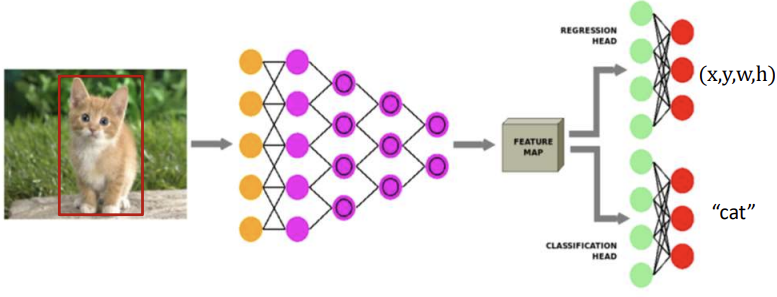 REGRESSION
HEAD
(x,y,w,h)
FEATURE
MAP
“cat”
CLASSIFICATION
HEAD